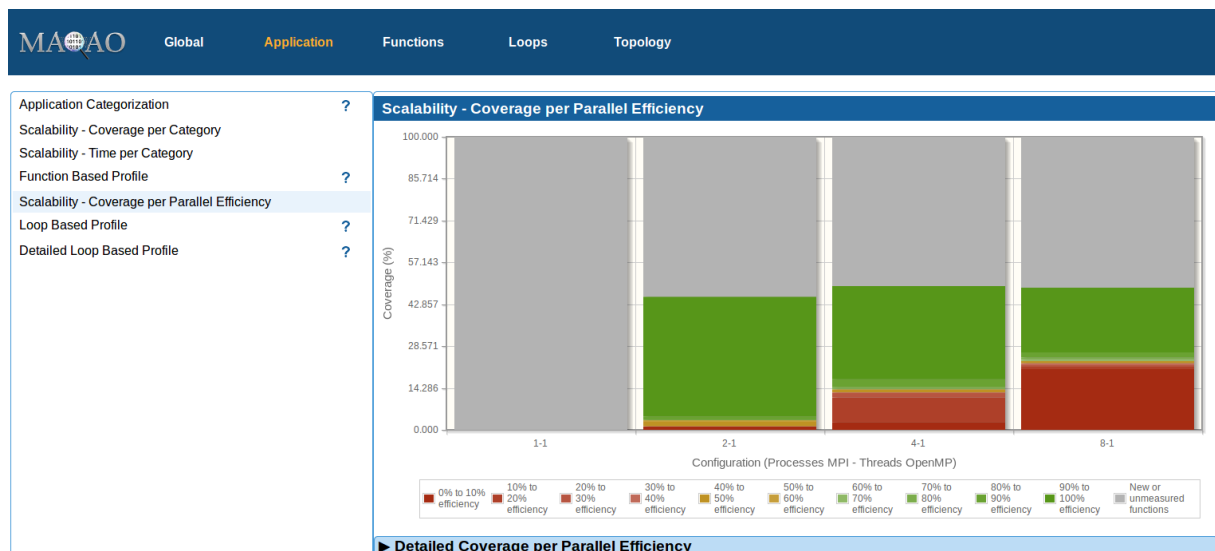 MAQAO
Global
Application
Functions
Loops
Topology
Application Categorization ?
Scalability - Coverage per Category
Scalability - Time per Category
Function Based Profile ?
Scalability - Coverage per Parallel Efficiency
Loop Based Profile ?
Detailed Loop Based Profile ?
Scalability - Coverage per Parallel Efficiency
100.000
85.714
71.429
57.143
42.857
28.571
14.286
0.000
Coverage (%)
1-1
2-1
4-1
8-1
Configuration (Processes MPI - Threads OpenMP)
0% to 10%
efficiency
10% to
20%
efficiency
20% to
30%
efficiency
30% to
40%
efficiency
40% to
50%
efficiency
50% to
60%
efficiency
60% to
70%
efficiency
70% to
80%
efficiency
80% to
90%
efficiency
90% to
100%
efficiency
New or
unmeasured
functions
▶ Detailed Coverage per Parallel Efficiency